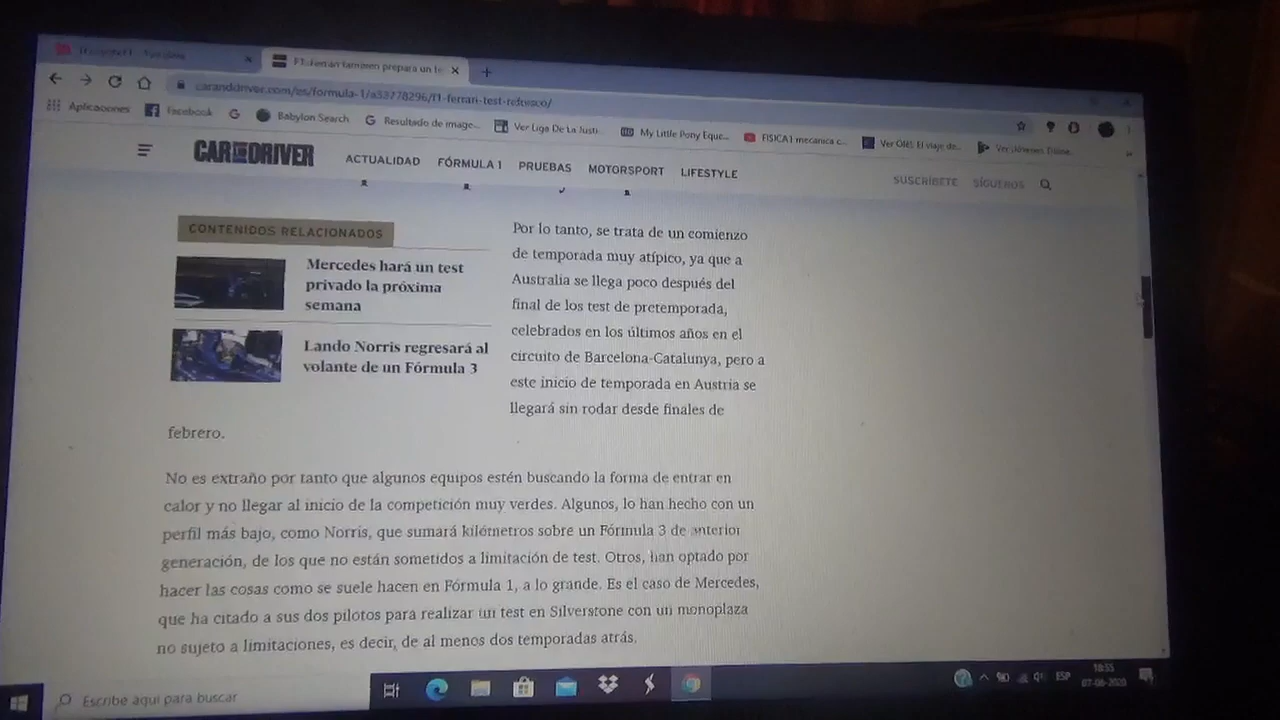 F1: Ferrari también prepara un te
caranddriver.com/es/formula-1/a32778296/f1-ferrari-test-refresco/
Aplicaciones Facebook Babylon Search Resultado de image... Ver Liga De La Justi... My Little Pony Eque... FISICA1 mecanica c... Ver Olé! El viaje de...
CAR AND DRIVER ACTUALIDAD FÓRMULA 1 PRUEBAS MOTORSPORT LIFESTYLE SUSCRÍBETE SÍGUENOS
CONTENIDOS RELACIONADOS
Mercedes hará un test
privado la próxima
semana
Lando Norris regresará al
volante de un Fórmula 3
Por lo tanto, se trata de un comienzo
de temporada muy atípico, ya que a
Australia se llega poco después del
final de los test de pretemporada,
celebrados en los últimos años en el
circuito de Barcelona-Catalunya, pero a
este inicio de temporada en Austria se
llegará sin rodar desde finales de
febrero.
No es extraño por tanto que algunos equipos estén buscando la forma de entrar en
calor y no llegar al inicio de la competición muy verdes. Algunos, lo han hecho con un
perfil más bajo, como Norris, que sumará kilómetros sobre un Fórmula 3 de anterior
generación, de los que no están sometidos a limitación de test. Otros, han optado por
hacer las cosas como se suele hacen en Fórmula 1, a lo grande. Es el caso de Mercedes,
que ha citado a sus dos pilotos para realizar un test en Silverstone con un monoplaza
no sujeto a limitaciones, es decir, de al menos dos temporadas atrás.
Escribe aquí para buscar
ESP
18:55
07-06-2020